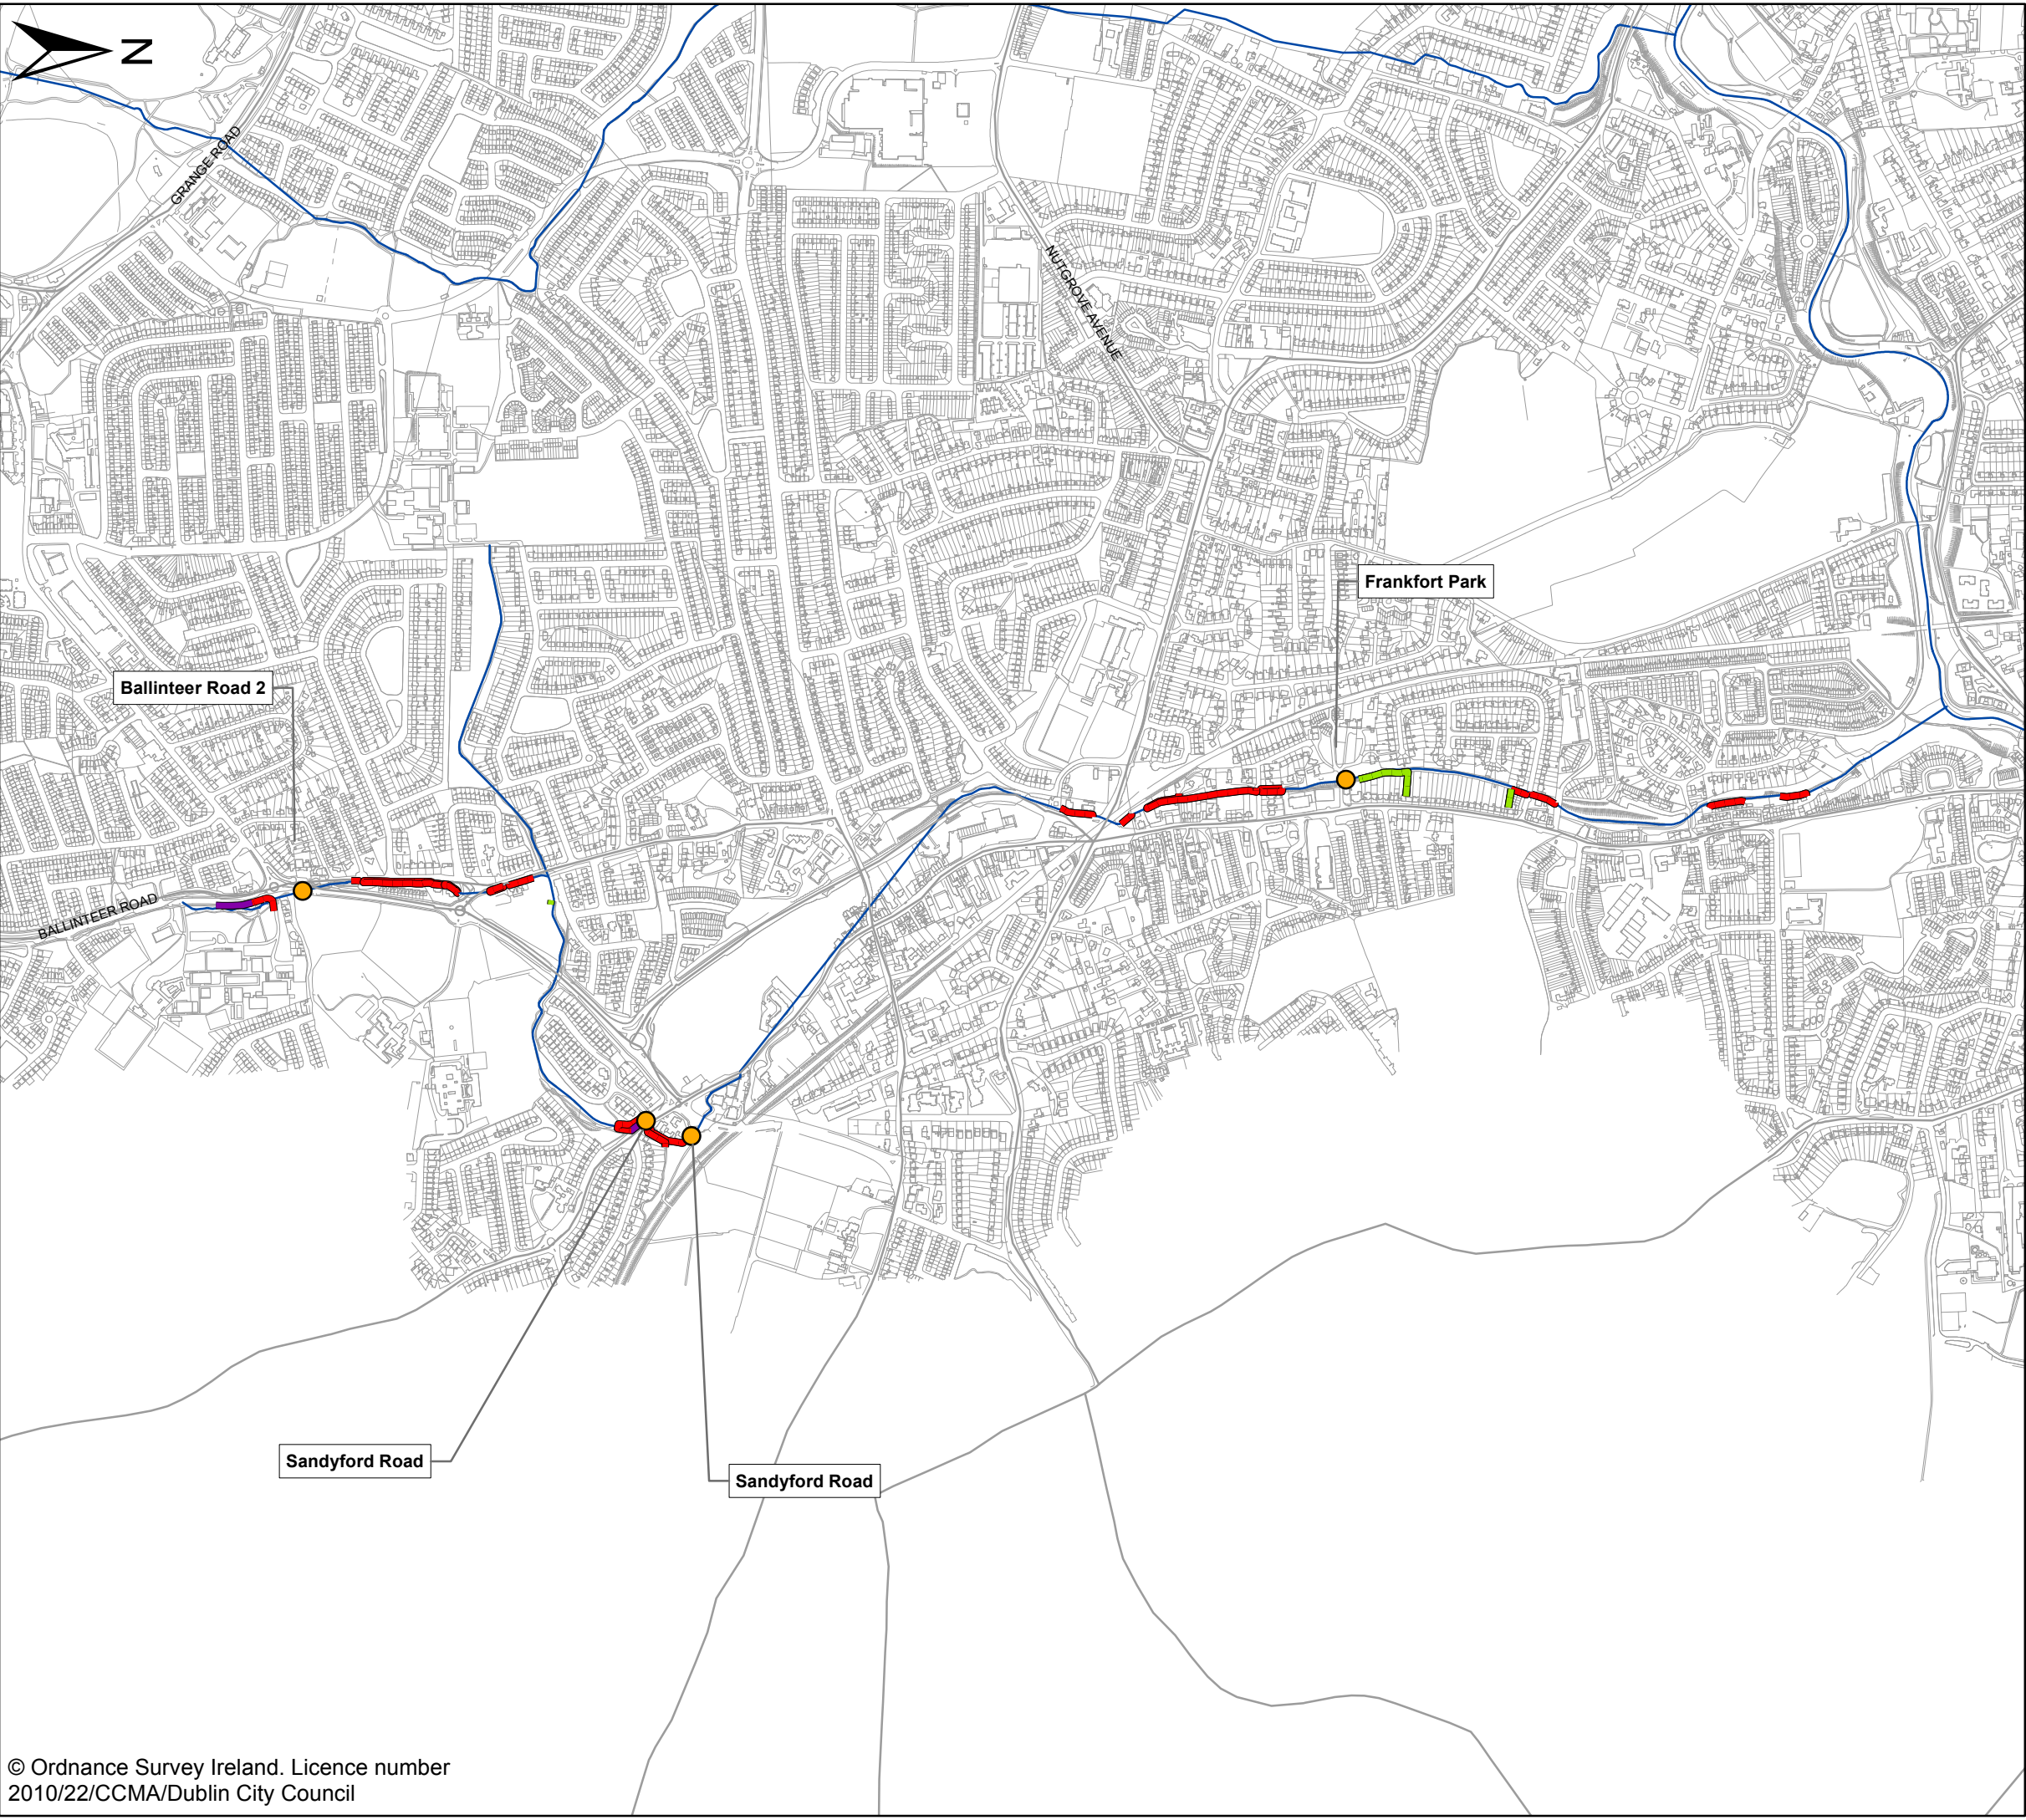 N
GRANGE ROAD
NUTGROVE AVENUE
Frankfort Park
Ballinteer Road 2
BALLINTEER ROAD
Sandyford Road
Sandyford Road
© Ordnance Survey Ireland. Licence number
2010/22/CCMA/Dublin City Council